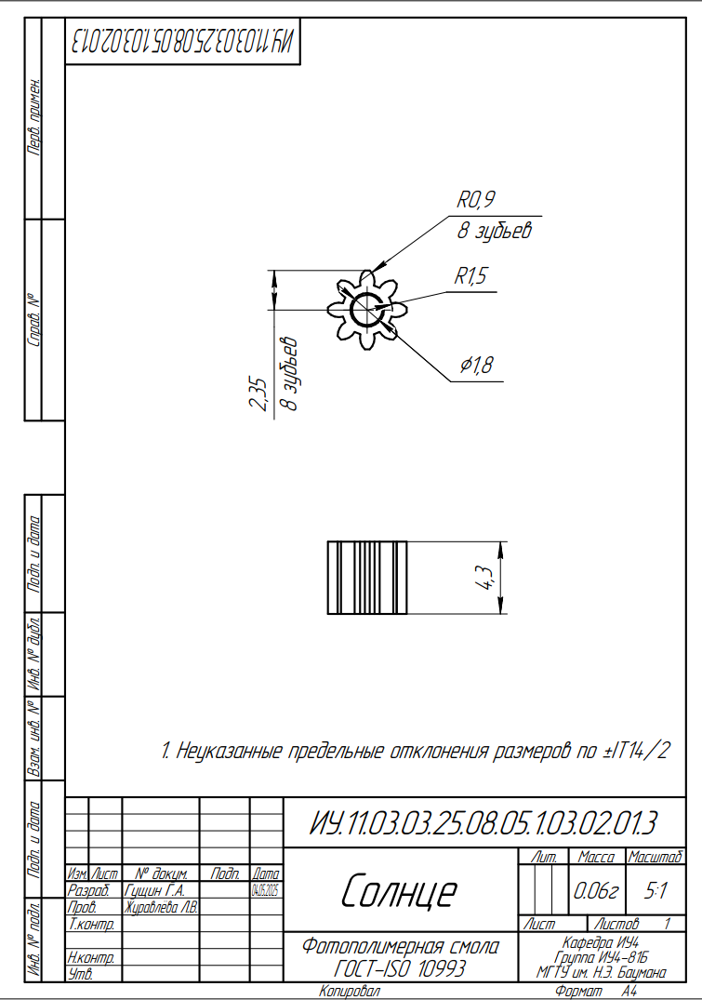 ИУ.11.03.03.25.08.05.1.03.02.01.3
Перв. примен.
Справ. №
Подп. и дата
Инв. № дубл.
Взам. инв. №
Подп. и дата
Инв. № подл.
R0,9
8 зубьев
R1,5
⌀1,8
2,35
8 зубьев
4,3
1. Неуказанные предельные отклонения размеров по ±IT14/2
ИУ.11.03.03.25.08.05.1.03.02.01.3
Изм. Лист № докум. Подп. Дата
Разраб. Гущин Г.А. 04.05.2025
Пров. Журавлёва Л.В.
Т.контр.
Н.контр.
Утв.
Солнце
Лит. Масса Масштаб
0.06г 5:1
Лист Листов 1
Фотополимерная смола
ГОСТ-ISO 10993
Кафедра ИУ4
Группа ИУ4-81Б
МГТУ им. Н.Э. Баумана
Копировал Формат А4